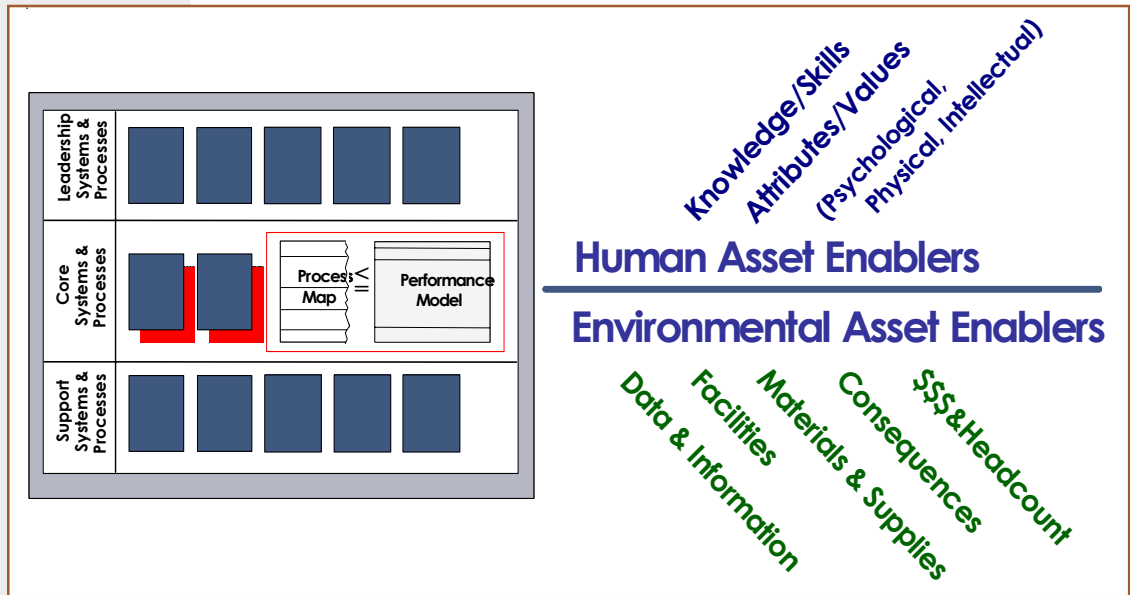 Leadership
Systems &
Processes
Core
Systems &
Processes
Support
Systems &
Processes
Process
Map
<
=
Performance
Model
Knowledge/Skills
Attributes/Values
(Psychological,
Physical, Intellectual)
Human Asset Enablers
Environmental Asset Enablers
Data & Information
Facilities
Materials & Supplies
Consequences
$$$&Headcount